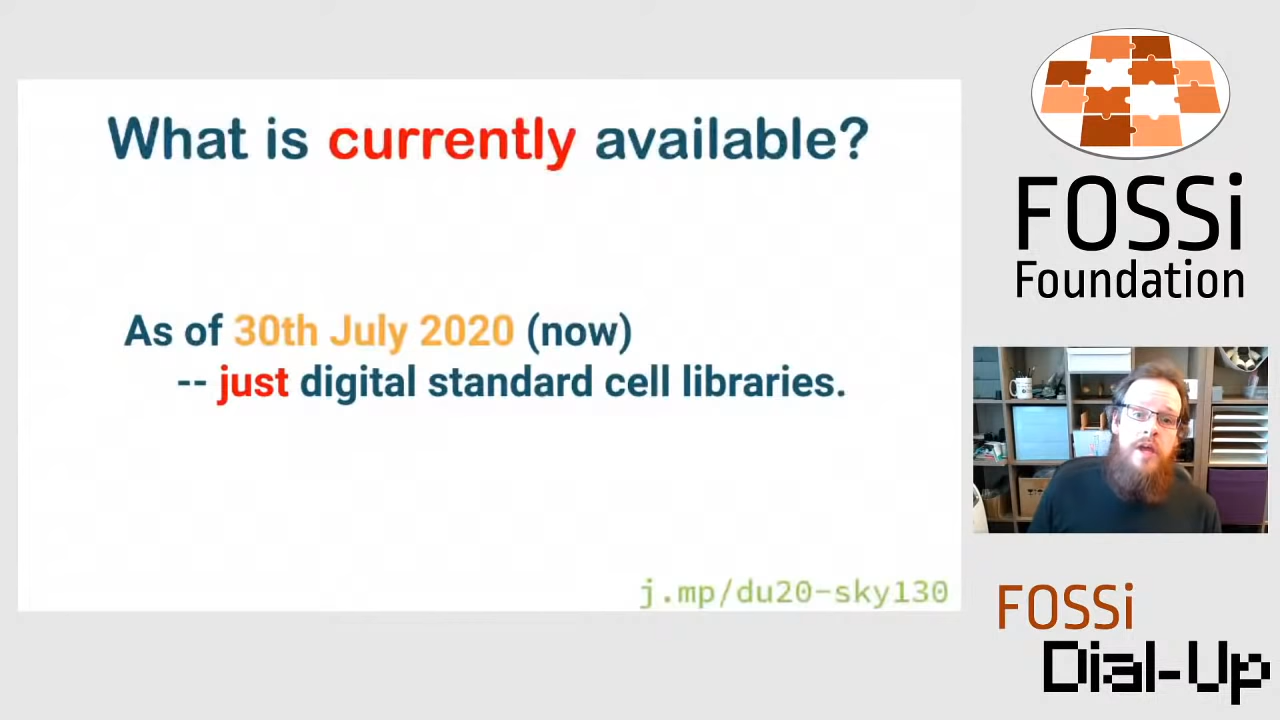 What is currently available?
As of 30th July 2020 (now)
-- just digital standard cell libraries.
j.mp/du20-sky130
FOSSi
Foundation
FOSSi
Dial-Up